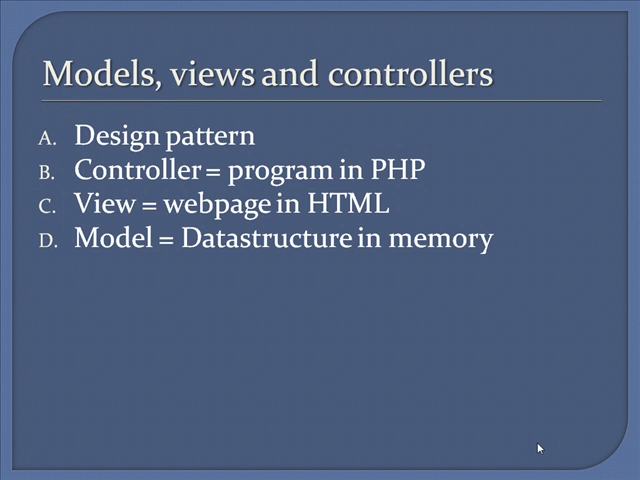 Models, views and controllers
A. Design pattern
B. Controller = program in PHP
C. View = webpage in HTML
D. Model = Datastructure in memory